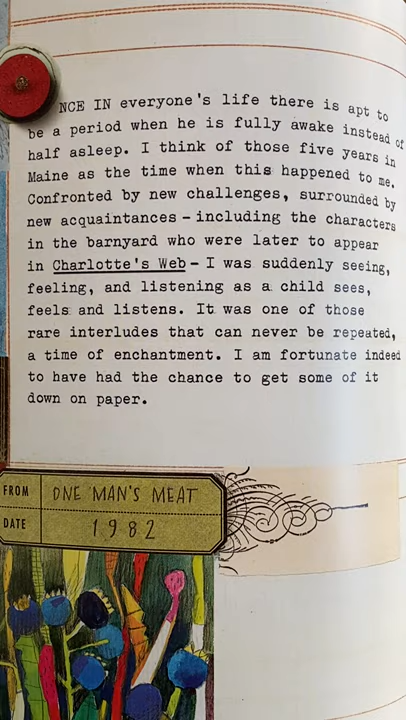 ONCE IN everyone's life there is apt to
be a period when he is fully awake instead of
half asleep. I think of those five years in
Maine as the time when this happened to me.
Confronted by new challenges, surrounded by
new acquaintances – including the characters
in the barnyard who were later to appear
in Charlotte's Web – I was suddenly seeing,
feeling, and listening as a child sees,
feels and listens. It was one of those
rare interludes that can never be repeated,
a time of enchantment. I am fortunate indeed
to have had the chance to get some of it
down on paper.
FROM ONE MAN'S MEAT
DATE 1982